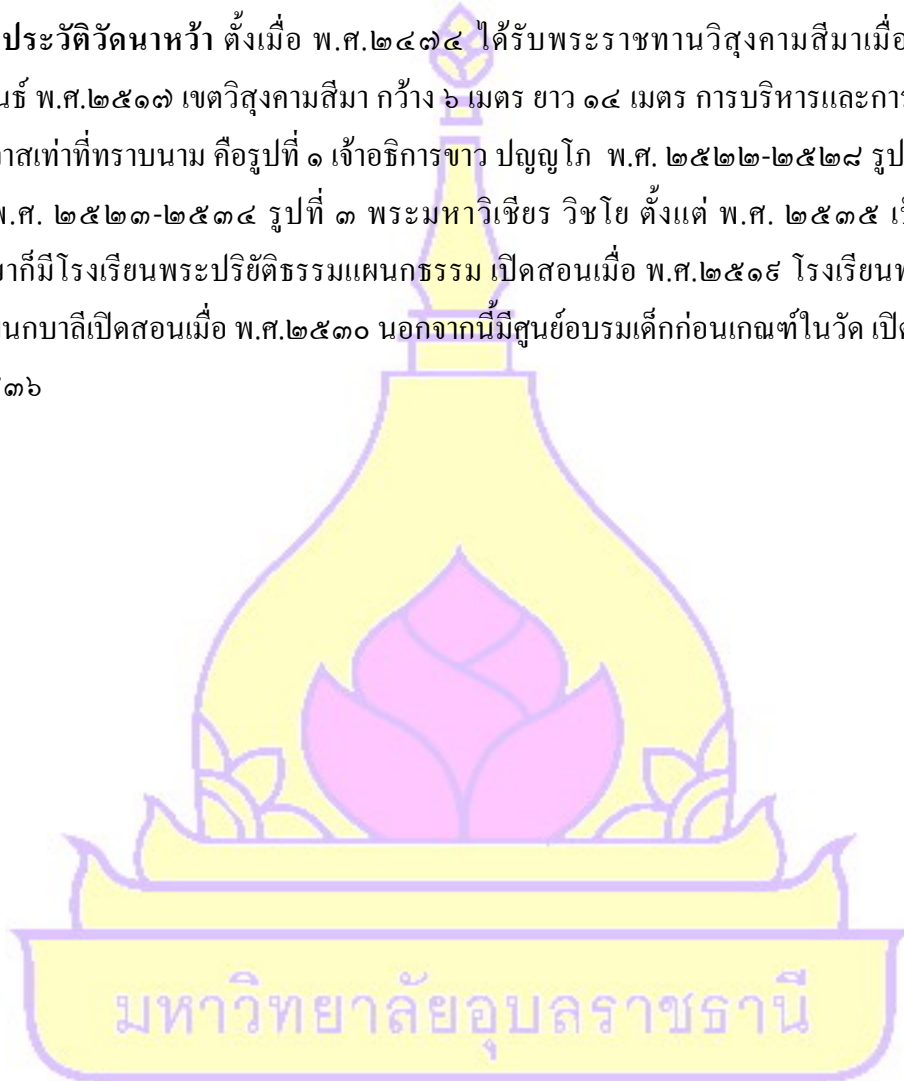 ประวัติวัดนาหว้า ตั้งเมื่อ พ.ศ.๒๔๗๔ ได้รับพระราชทานวิสุงคามสีมาเมื่อ
พ.ศ.๒๕๑๗ เขตวิสุงคามสีมา กว้าง ๖ เมตร ยาว ๑๔ เมตร การบริหารและการ
เท่าที่ทราบนาม คือรูปที่ ๑ เจ้าอธิการขาว ปญญโภ พ.ศ. ๒๕๒๒-๒๕๒๘ รูป
พ.ศ. ๒๕๒๓-๒๕๓๔ รูปที่ ๓ พระมหาวิเชียร วิชโย ตั้งแต่ พ.ศ. ๒๕๓๕ เ
ก็มีโรงเรียนพระปริยัติธรรมแผนกธรรม เปิดสอนเมื่อ พ.ศ.๒๕๑๙ โรงเรียน
นกบาลีเปิดสอนเมื่อ พ.ศ.๒๕๓๐ นอกจากนี้มีศูนย์อบรมเด็กก่อนเกณฑ์ในวัด เปิด
๓๖
มหาวิทยาลัยอุบลราชธานี